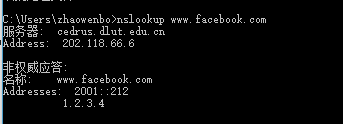 C:\Users\zhaowenbo>nslookup www.facebook.com
服务器:  cedrus.dlut.edu.cn
Address:  202.118.66.6
非权威应答:
名称:    www.facebook.com
Addresses:  2001::212
1.2.3.4